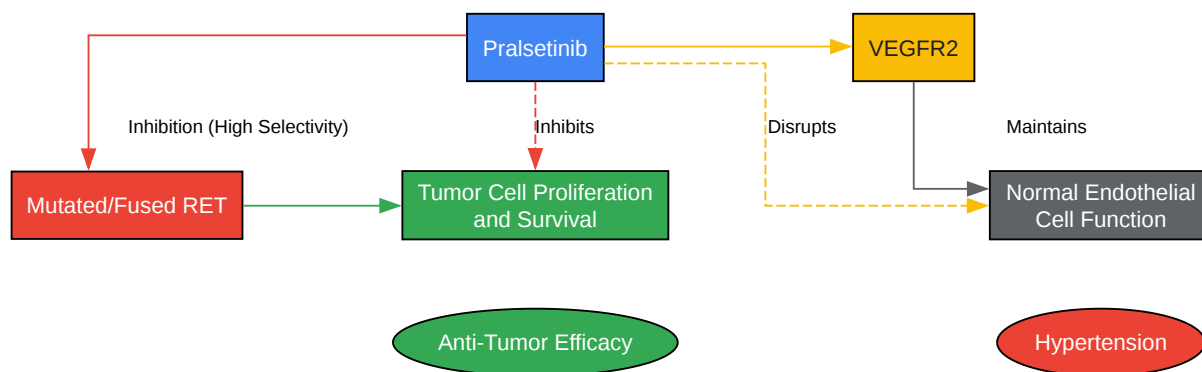 Pralsetinib
VEGFR2
Inhibition (High Selectivity)
Inhibits
Disrupts
Maintains
Mutated/Fused RET
Tumor Cell Proliferation
and Survival
Normal Endothelial
Cell Function
Anti-Tumor Efficacy
Hypertension